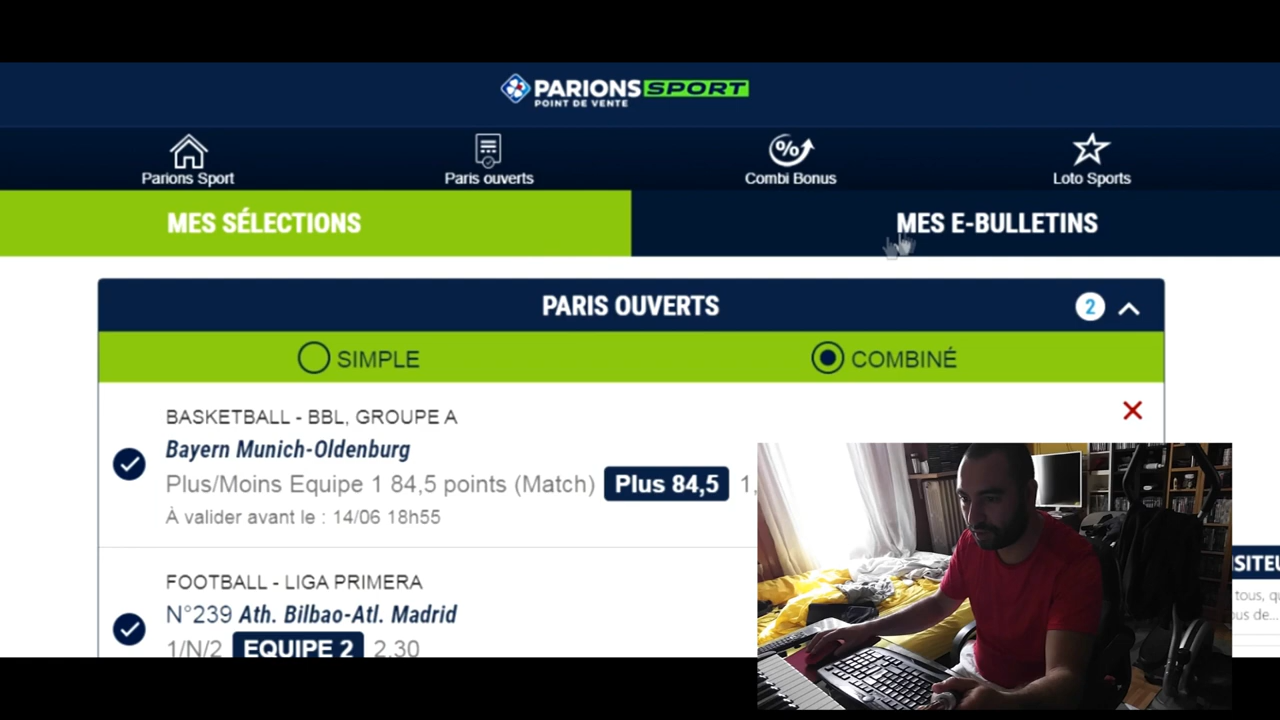 PARIONS SPORT
POINT DE VENTE
Parions Sport
Paris ouverts
Combi Bonus
Loto Sports
MES SÉLECTIONS
MES E-BULLETINS
PARIS OUVERTS
2
SIMPLE
COMBINÉ
BASKETBALL - BBL, GROUPE A
Bayern Munich-Oldenburg
Plus/Moins Equipe 1 84,5 points (Match) Plus 84,5 1,
À valider avant le : 14/06 18h55
FOOTBALL - LIGA PRIMERA
N°239 Ath. Bilbao-Atl. Madrid
1/N/2 EQUIPE 2 2,30
tous, qu